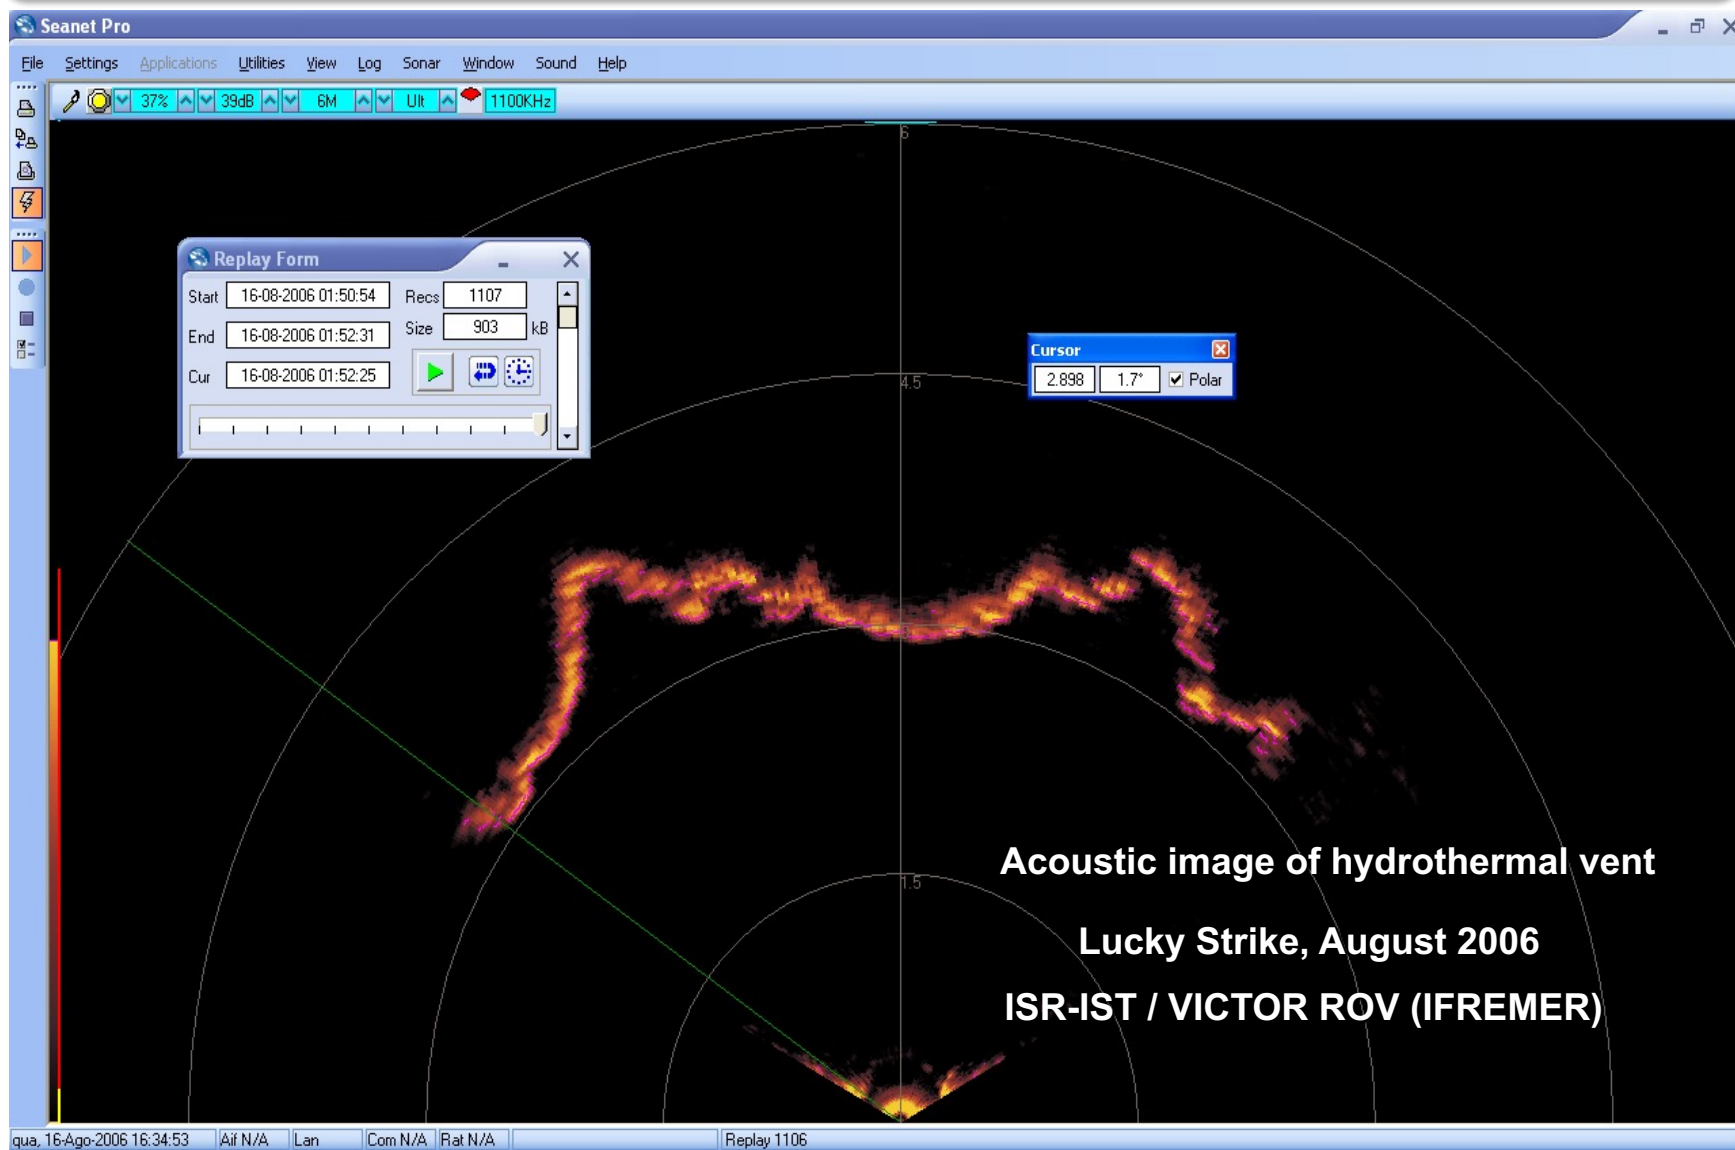 Seanet Pro
File Settings Applications Utilities View Log Sonar Window Sound Help
37% 39dB 6M Ult 1100KHz
6
Replay Form
Start 16-08-2006 01:50:54 Recs 1107
End 16-08-2006 01:52:31 Size 903 kB
Cur 16-08-2006 01:52:25
Cursor
2.898 1.7° Polar
4.5
3
1.5
Acoustic image of hydrothermal vent
Lucky Strike, August 2006
ISR-IST / VICTOR ROV (IFREMER)
qua, 16-Ago-2006 16:34:53 Aif N/A Lan Com N/A Rat N/A Replay 1106